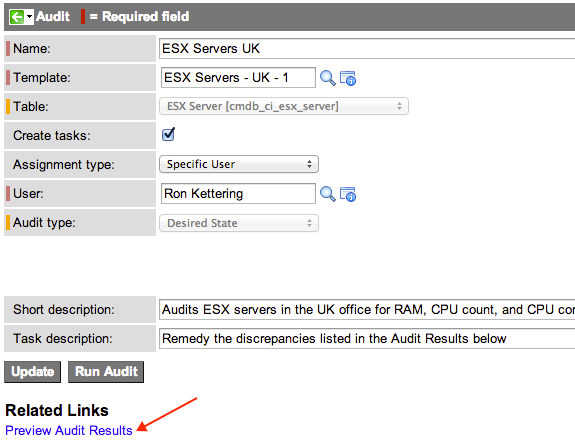 Audit = Required field
Name: ESX Servers UK
Template: ESX Servers - UK - 1
Table: ESX Server [cmdb_ci_esx_server]
Create tasks:
Assignment type: Specific User
User: Ron Kettering
Audit type: Desired State
Short description: Audits ESX servers in the UK office for RAM, CPU count, and CPU cor
Task description: Remedy the discrepancies listed in the Audit Results below
Update Run Audit
Related Links
Preview Audit Results